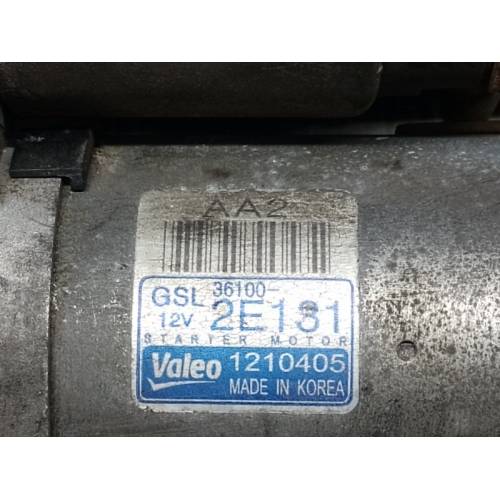 AA2
GSL 36100-
12V 2E131
STARTER MOTOR
Valeo 1210405
MADE IN KOREA